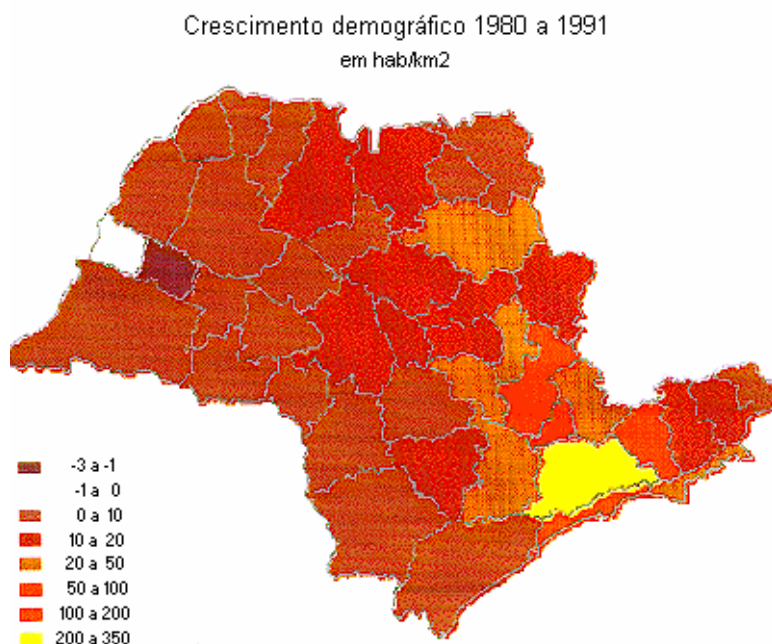 Crescimento demográfico 1980 a 1991
em hab/km2
-3 a -1
-1 a 0
0 a 10
10 a 20
20 a 50
50 a 100
100 a 200
200 a 350